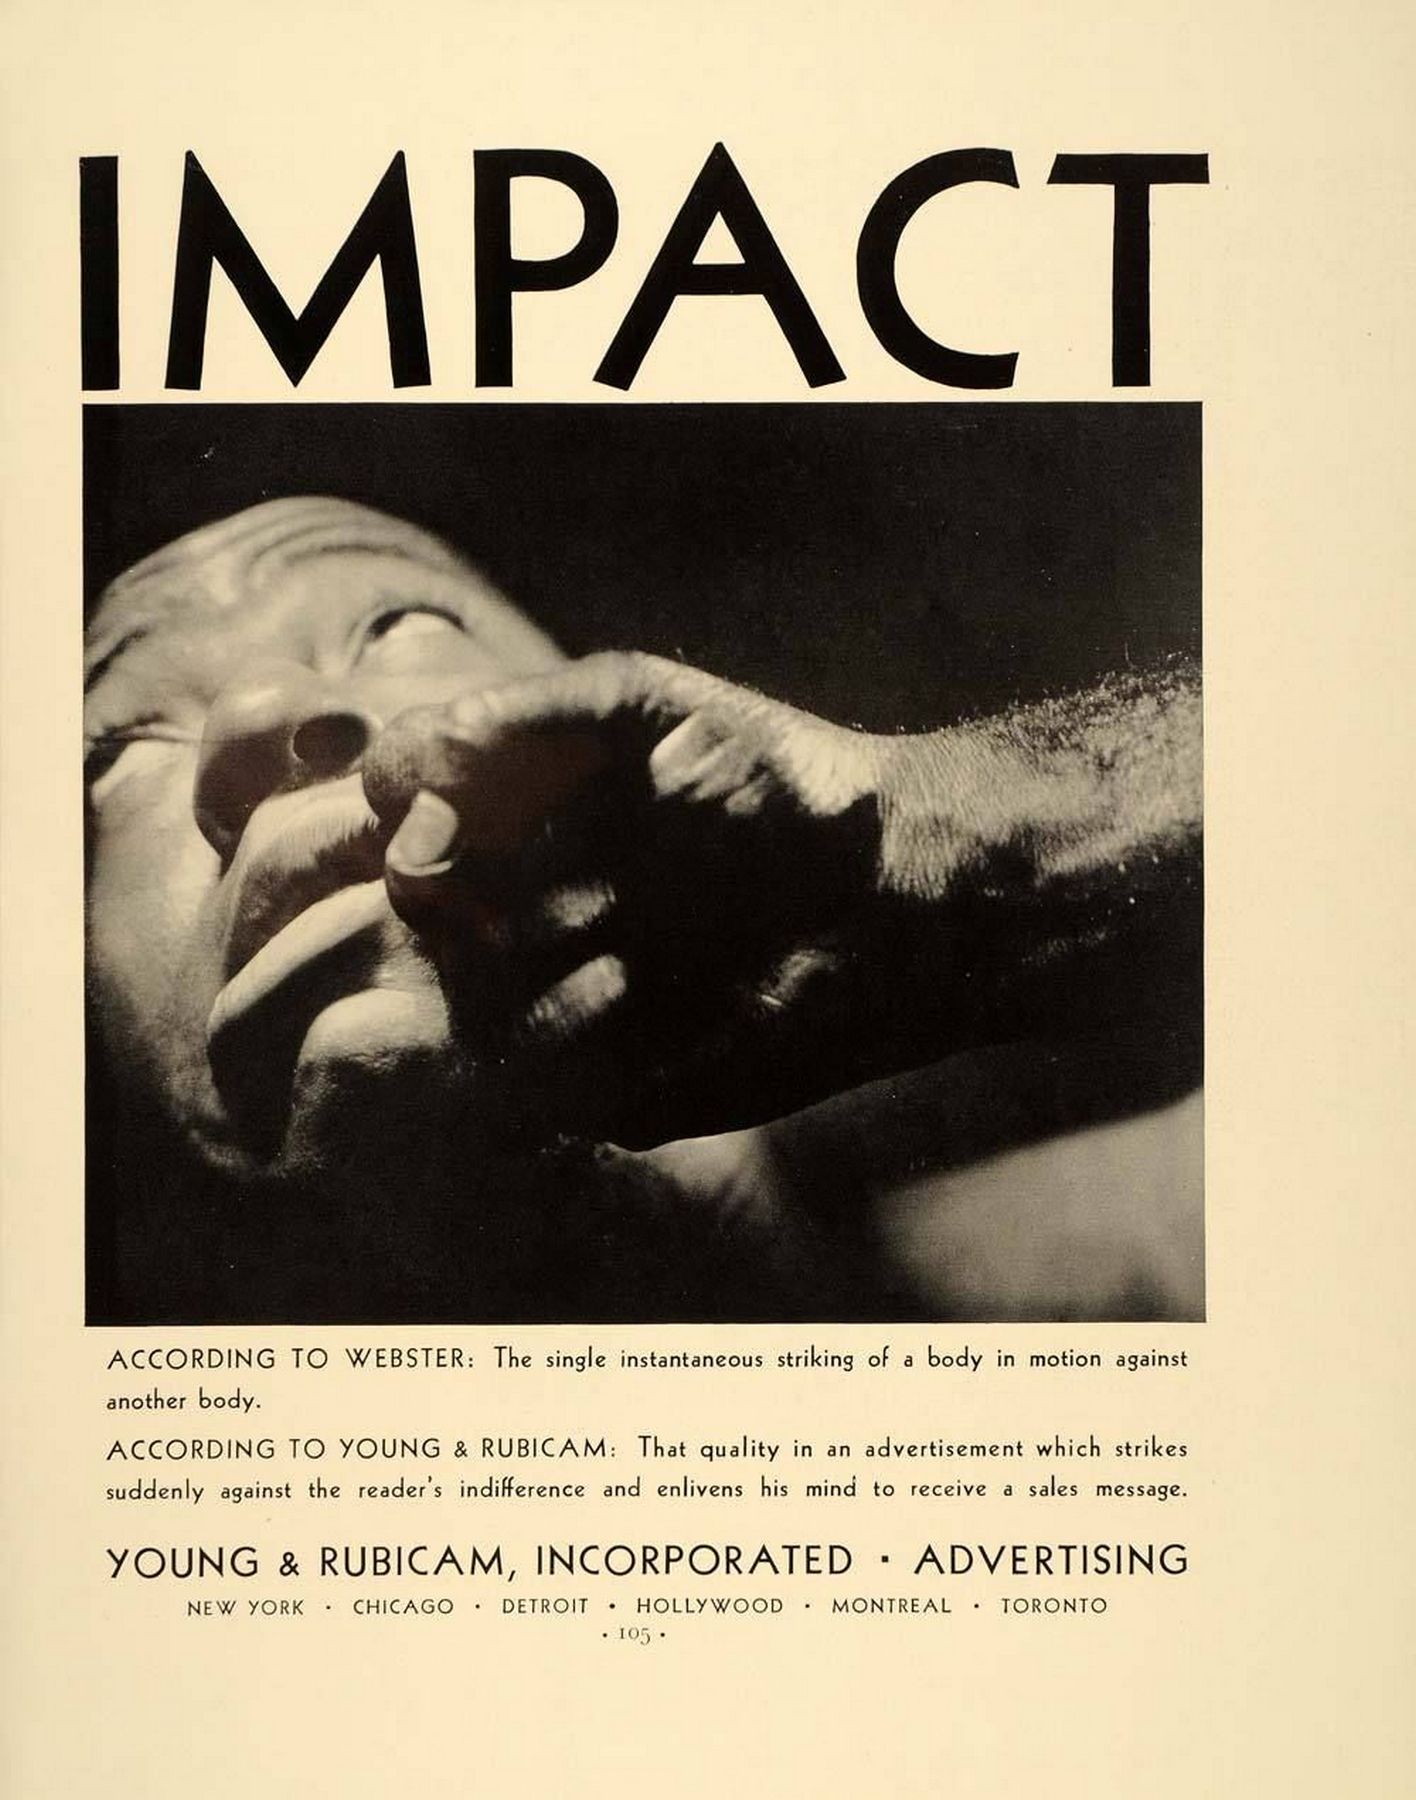 IMPACT
ACCORDING TO WEBSTER: The single instantaneous striking of a body in motion against
another body.
ACCORDING TO YOUNG & RUBICAM: That quality in an advertisement which strikes
suddenly against the reader's indifference and enlivens his mind to receive a sales message.
YOUNG & RUBICAM, INCORPORATED · ADVERTISING
NEW YORK · CHICAGO · DETROIT · HOLLYWOOD · MONTREAL · TORONTO
· 105 ·